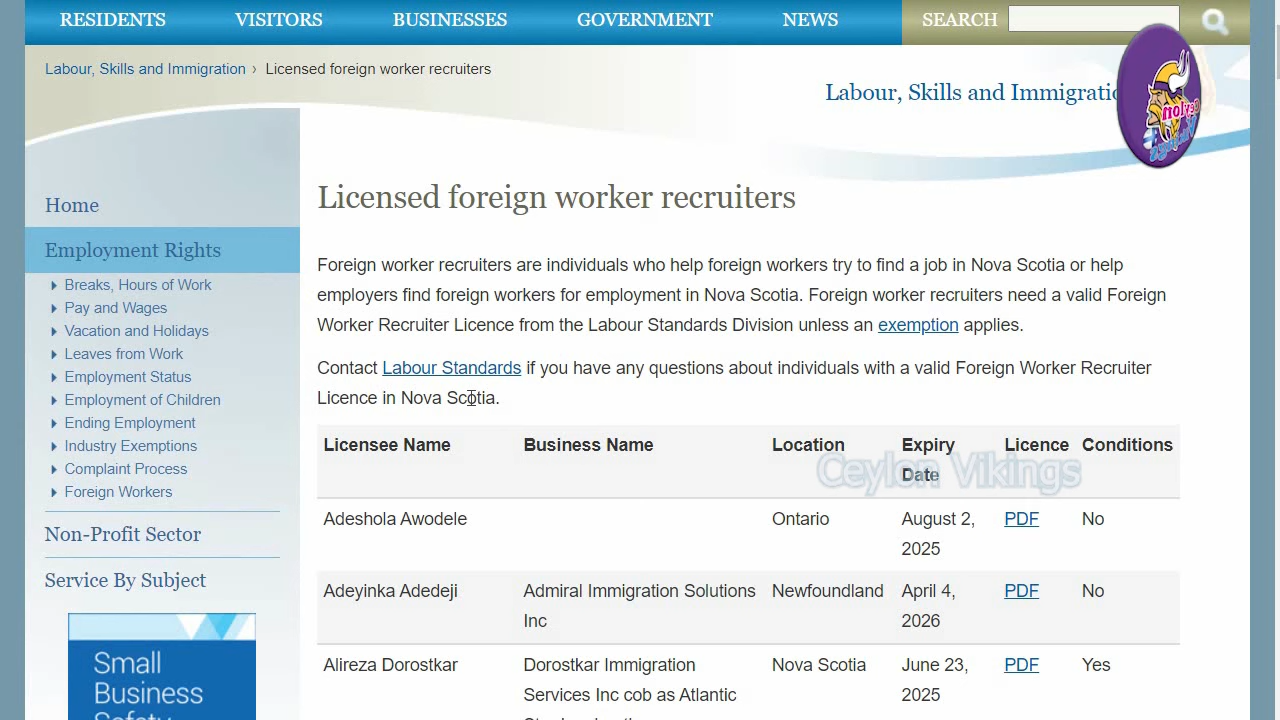 RESIDENTS VISITORS BUSINESSES GOVERNMENT NEWS SEARCH
Labour, Skills and Immigration › Licensed foreign worker recruiters
Labour, Skills and Immigratio
Ceylon
Vikings
Home
Employment Rights
Breaks, Hours of Work
Pay and Wages
Vacation and Holidays
Leaves from Work
Employment Status
Employment of Children
Ending Employment
Industry Exemptions
Complaint Process
Foreign Workers
Non-Profit Sector
Service By Subject
Small
Business
Licensed foreign worker recruiters
Foreign worker recruiters are individuals who help foreign workers try to find a job in Nova Scotia or help
employers find foreign workers for employment in Nova Scotia. Foreign worker recruiters need a valid Foreign
Worker Recruiter Licence from the Labour Standards Division unless an exemption applies.
Contact Labour Standards if you have any questions about individuals with a valid Foreign Worker Recruiter
Licence in Nova Scotia.
Licensee Name Business Name Location Expiry Licence Conditions
Date
Ceylon Vikings
Adeshola Awodele Ontario August 2, PDF No
2025
Adeyinka Adedeji Admiral Immigration Solutions Newfoundland April 4, PDF No
Inc 2026
Alireza Dorostkar Dorostkar Immigration Nova Scotia June 23, PDF Yes
Services Inc cob as Atlantic 2025